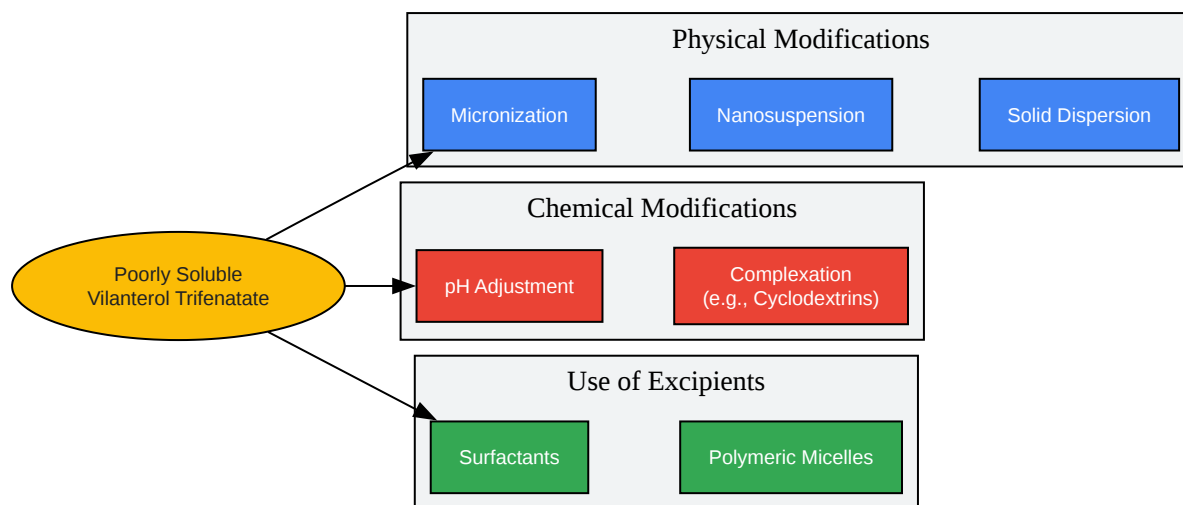 Poorly Soluble
Vilanterol Trifenatate
Physical Modifications
Micronization
Nanosuspension
Solid Dispersion
Chemical Modifications
pH Adjustment
Complexation
(e.g., Cyclodextrins)
Use of Excipients
Surfactants
Polymeric Micelles